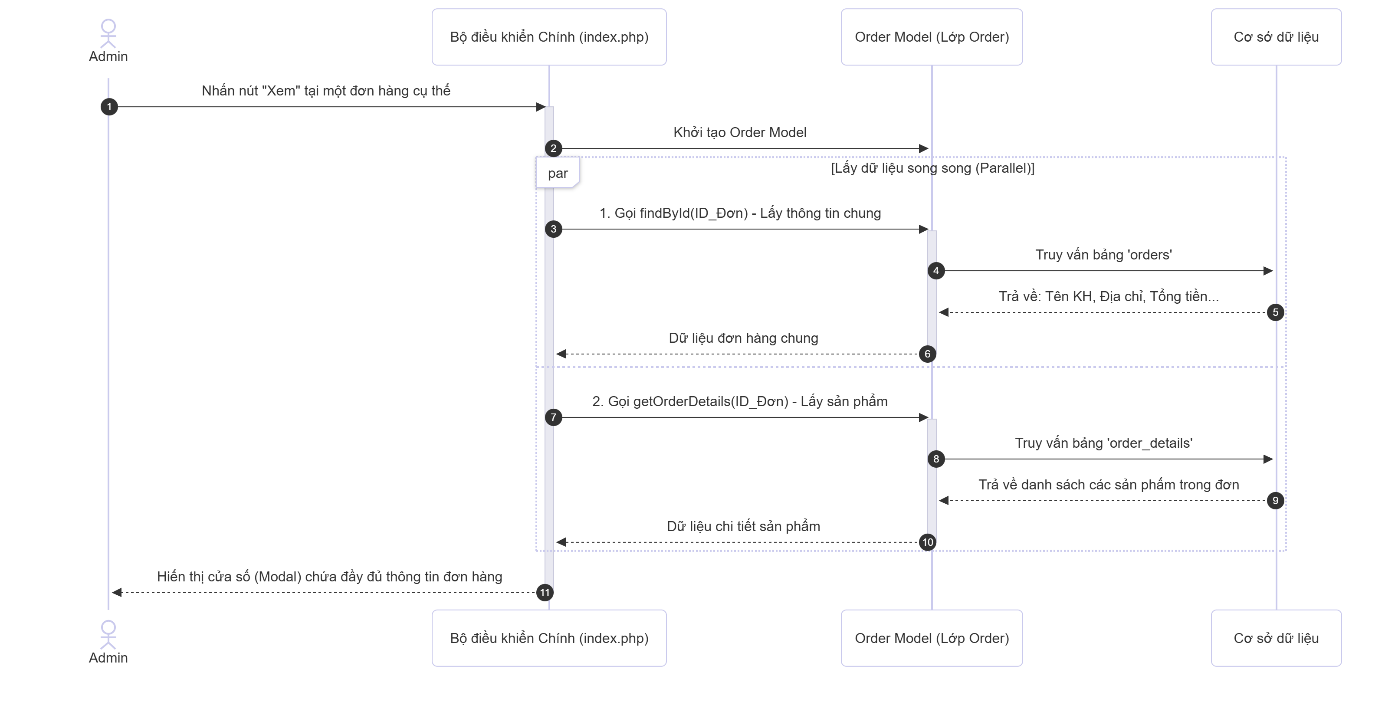 Admin
Bộ điều khiển Chính (index.php)
Order Model (Lớp Order)
Cơ sở dữ liệu
Nhấn nút "Xem" tại một đơn hàng cụ thể
1
Khởi tạo Order Model
2
par
[Lấy dữ liệu song song (Parallel)]
1. Gọi findById(ID_Đơn) - Lấy thông tin chung
3
Truy vấn bảng 'orders'
4
Trả về: Tên KH, Địa chỉ, Tổng tiền...
5
Dữ liệu đơn hàng chung
6
2. Gọi getOrderDetails(ID_Đơn) - Lấy sản phẩm
7
Truy vấn bảng 'order_details'
8
Trả về danh sách các sản phẩm trong đơn
9
Dữ liệu chi tiết sản phẩm
10
Hiển thị cửa sổ (Modal) chứa đầy đủ thông tin đơn hàng
11
Admin
Bộ điều khiển Chính (index.php)
Order Model (Lớp Order)
Cơ sở dữ liệu